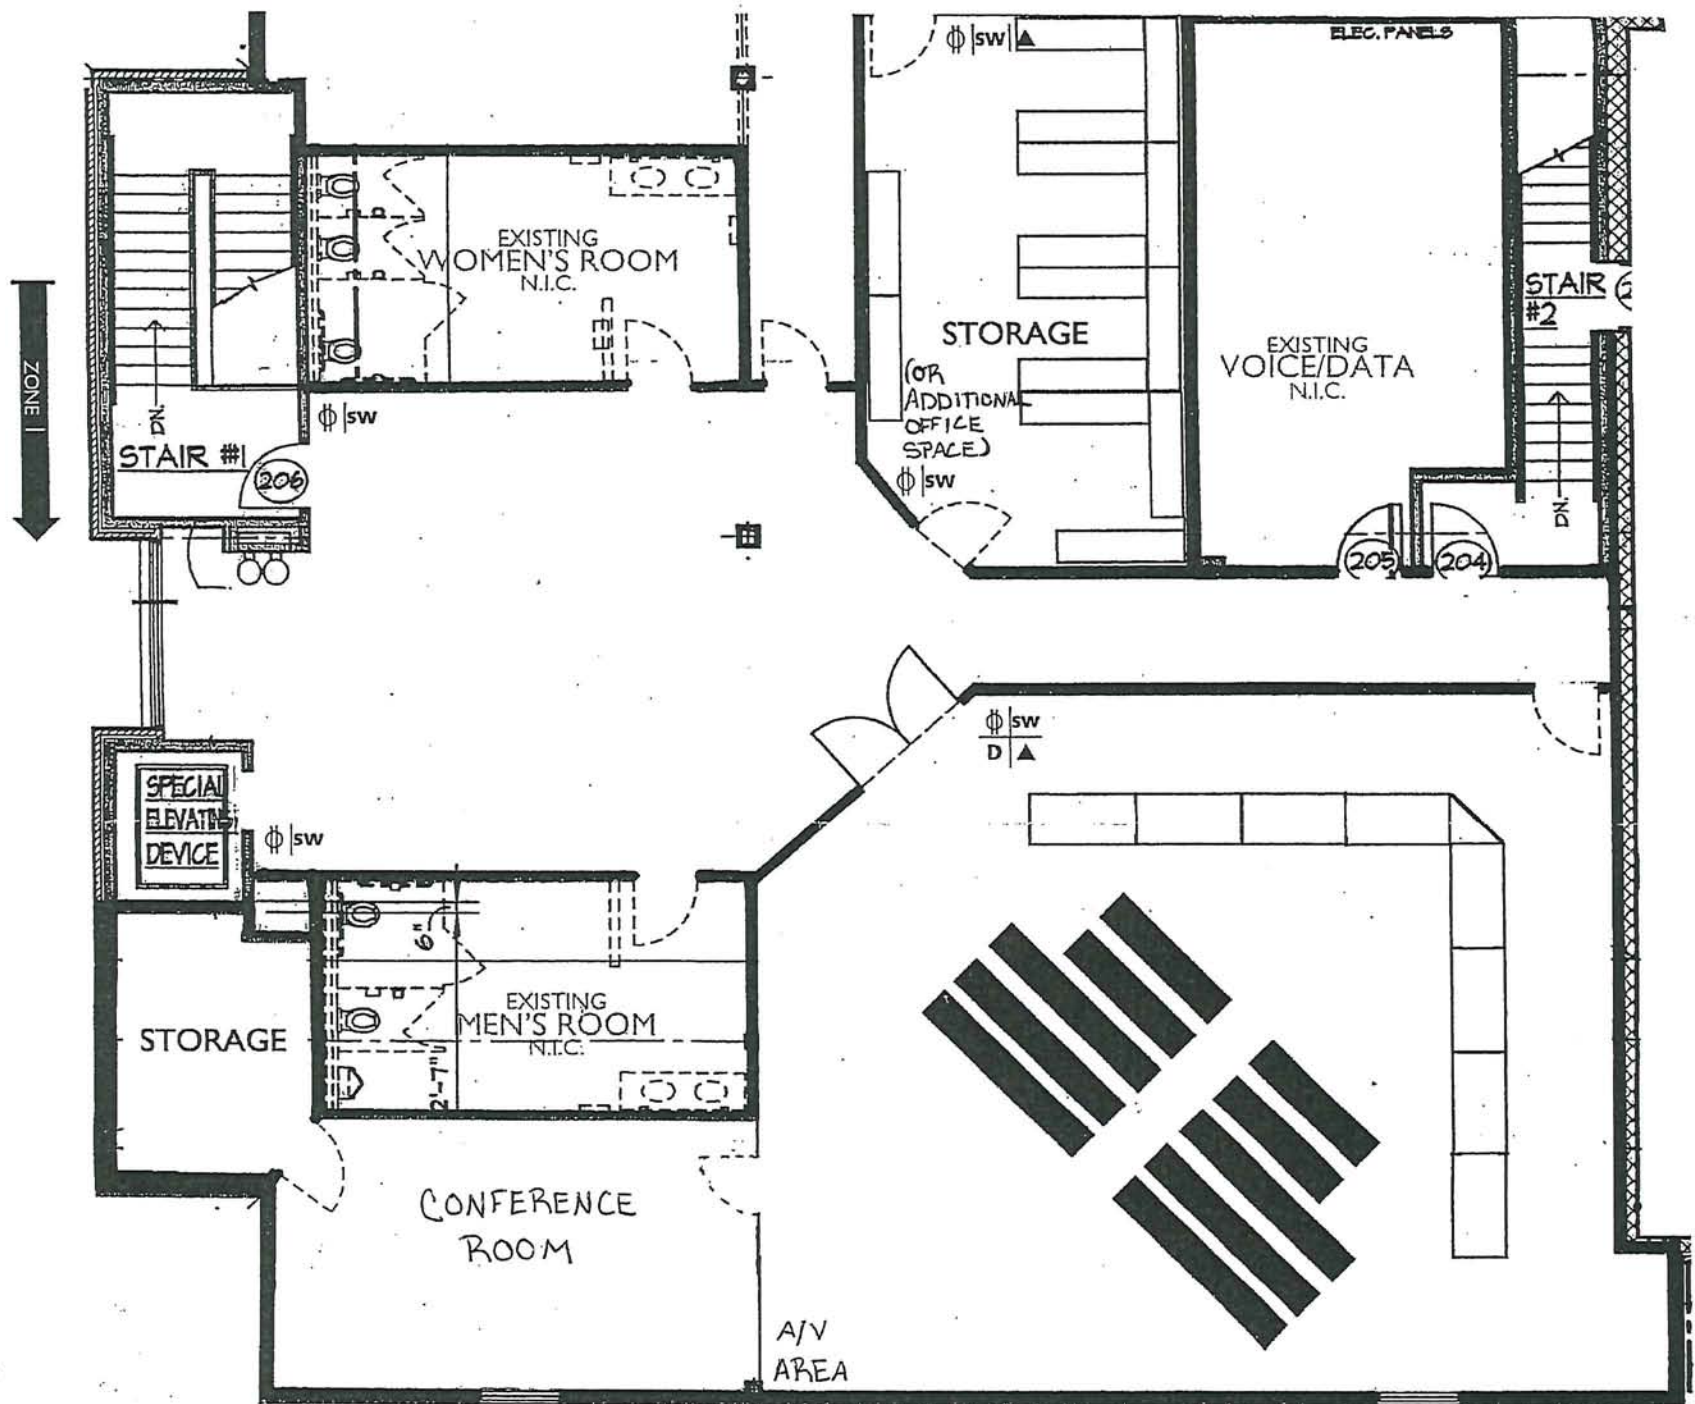 ELEC. PANELS
SW
EXISTING
WOMEN'S ROOM
N.I.C.
STAIR
#2
ZONE 1
STORAGE
(OR
ADDITIONAL
OFFICE
SPACE)
EXISTING
VOICE/DATA
N.I.C.
SW
DN.
STAIR #1
206
SW
DN.
205
204
SW
D
SPECIAL
ELEVATING
DEVICE
SW
6"
EXISTING
MEN'S ROOM
N.I.C.
STORAGE
2'-7"
CONFERENCE
ROOM
A/V
AREA